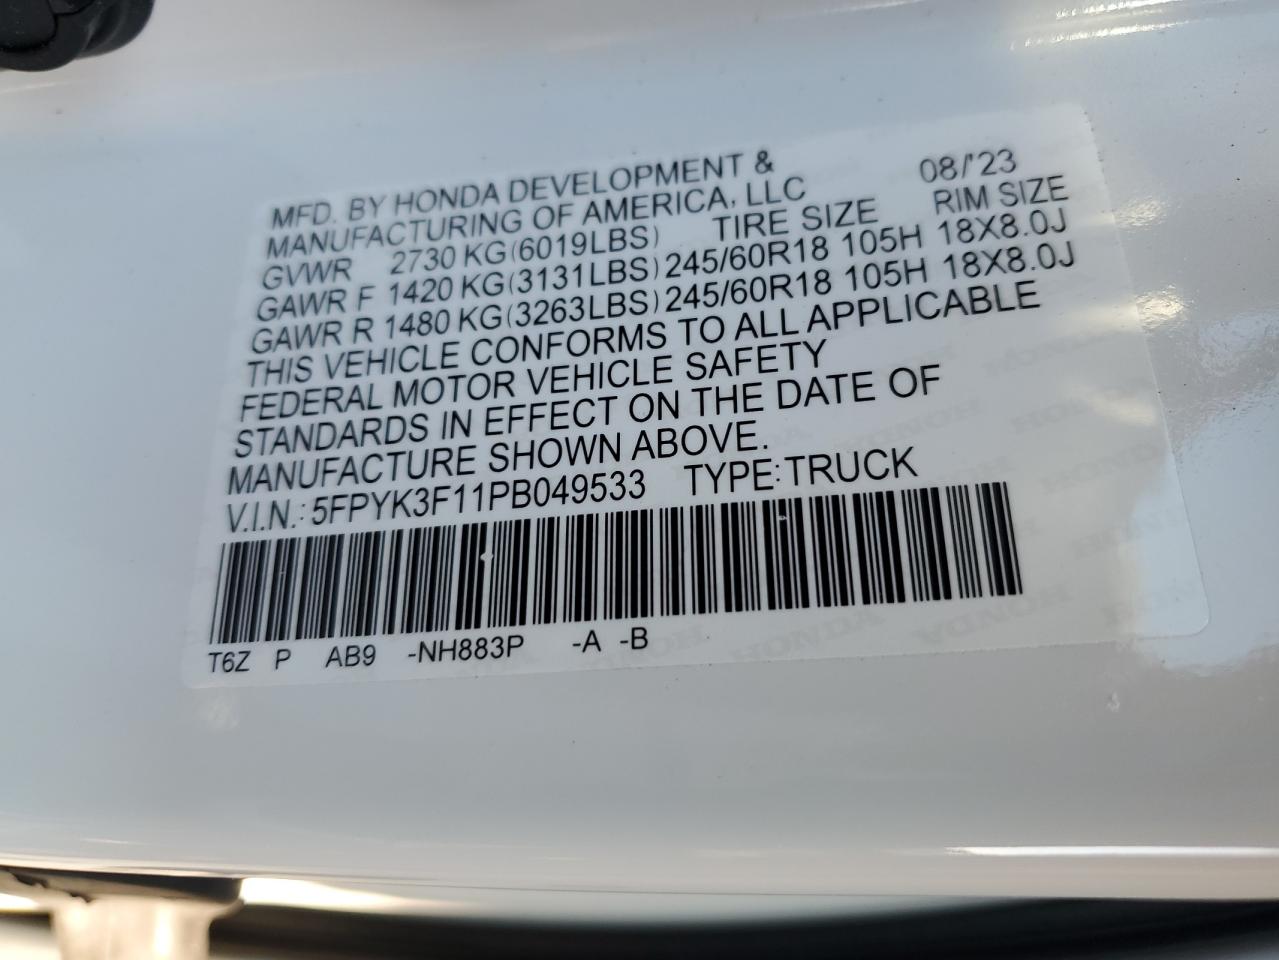 MFD. BY HONDA DEVELOPMENT & 08/'23
MANUFACTURING OF AMERICA, LLC RIM SIZE
GVWR 2730 KG(6019LBS) TIRE SIZE
GAWR F 1420 KG(3131LBS) 245/60R18 105H 18X8.0J
GAWR R 1480 KG(3263LBS) 245/60R18 105H 18X8.0J
THIS VEHICLE CONFORMS TO ALL APPLICABLE
FEDERAL MOTOR VEHICLE SAFETY
STANDARDS IN EFFECT ON THE DATE OF
MANUFACTURE SHOWN ABOVE.
V.I.N.: 5FPYK3F11PB049533 TYPE:TRUCK
T6Z P AB9 -NH883P -A -B
HONDA